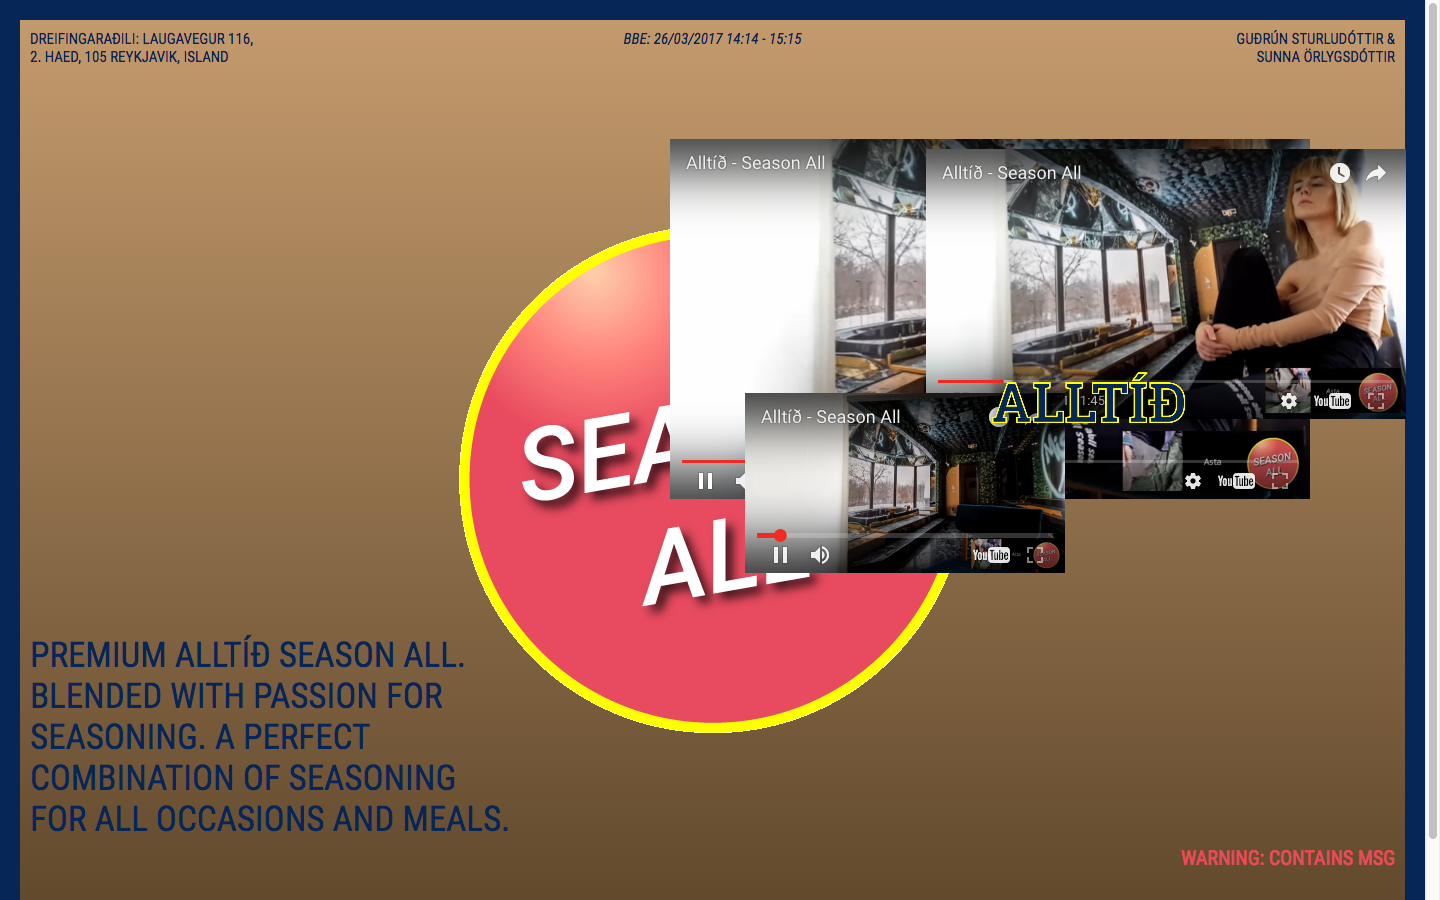 DREIFINGARAÐILI: LAUGAVEGUR 116,
2. HAED, 105 REYKJAVIK, ISLAND
BBE: 26/03/2017 14:14 - 15:15
GUÐRÚN STURLUDÓTTIR &
SUNNA ÖRLYGSDÓTTIR
Alltíð - Season All
Alltíð - Season All
ALLTÍÐ
YouTube
Alltíð - Season All
SEASON
ALL
Asta
YouTube
YouTube
SEA
ALL
PREMIUM ALLTÍÐ SEASON ALL.
BLENDED WITH PASSION FOR
SEASONING. A PERFECT
COMBINATION OF SEASONING
FOR ALL OCCASIONS AND MEALS.
WARNING: CONTAINS MSG